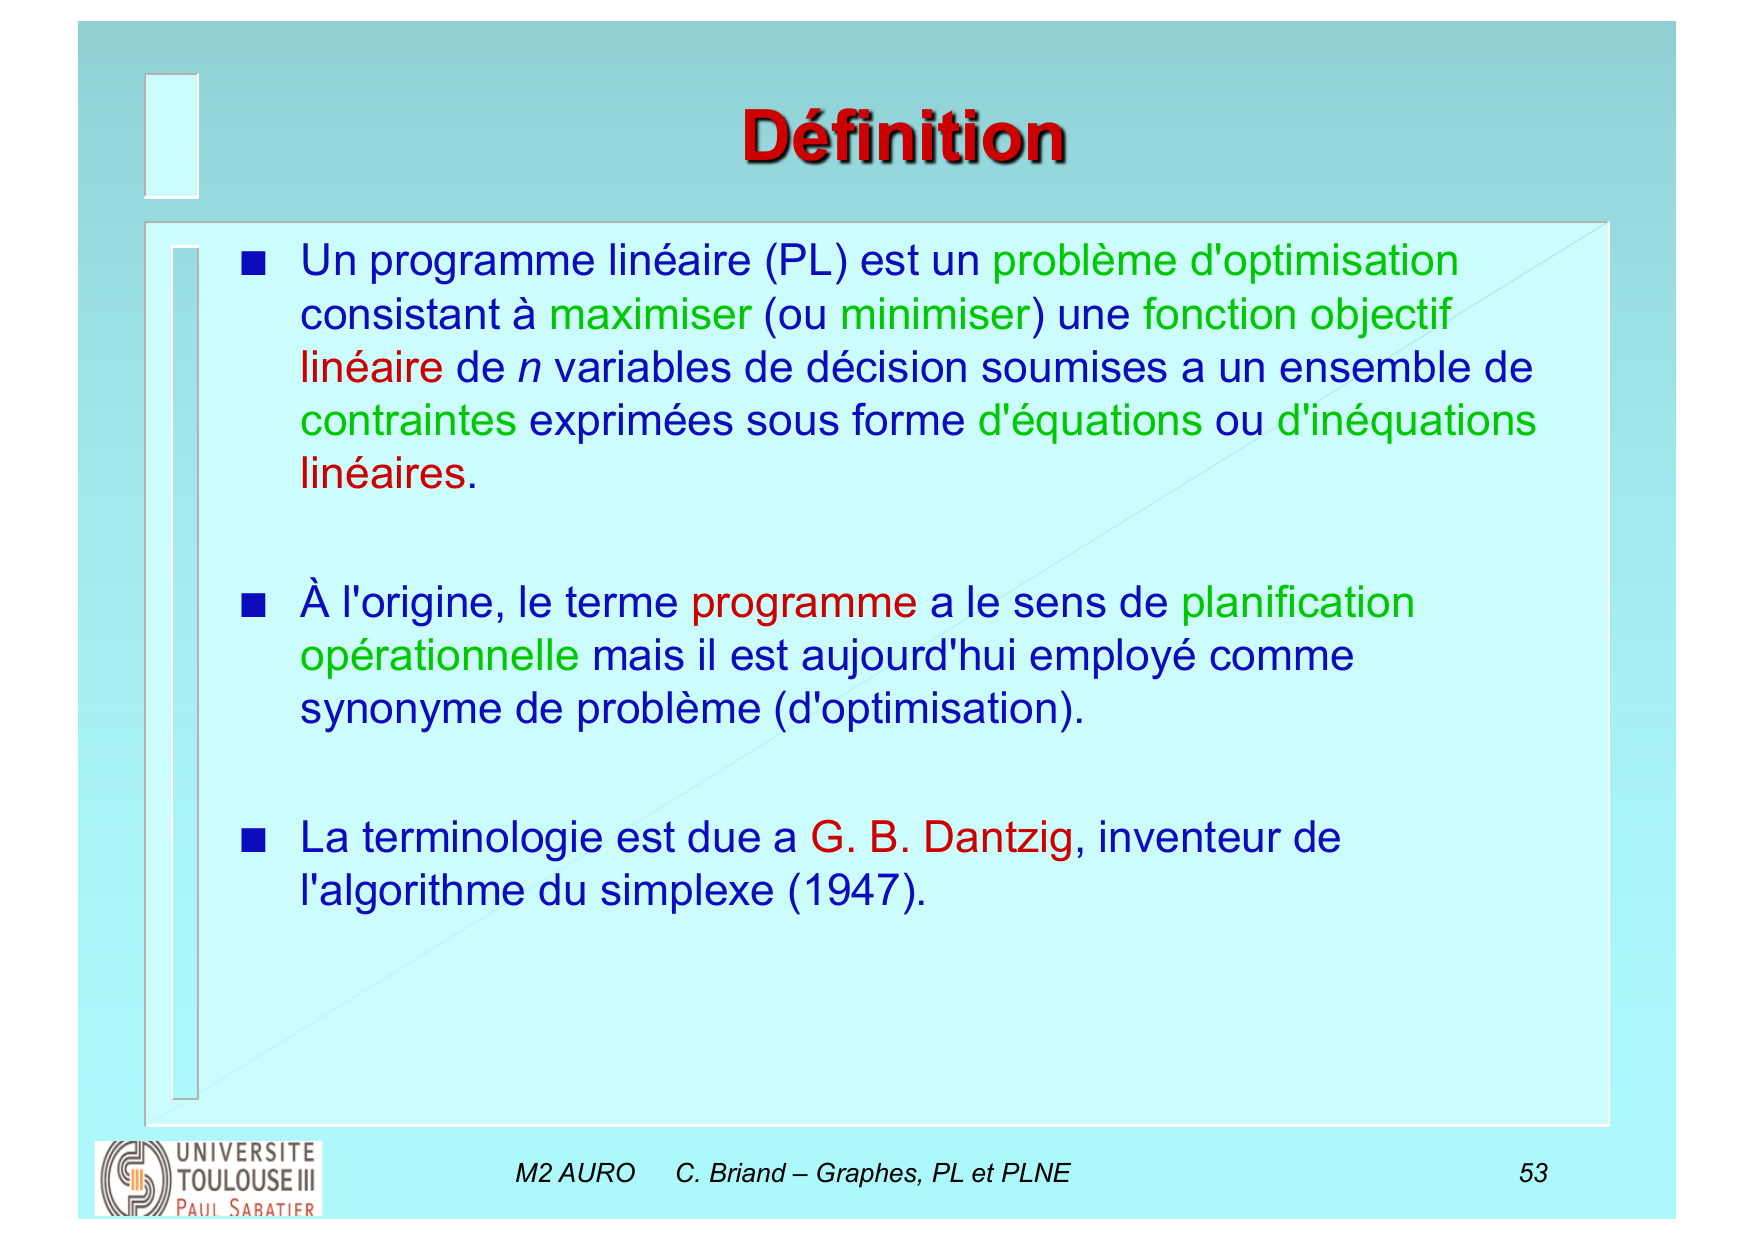 Définition
■ Un programme linéaire (PL) est un problème d'optimisation
consistant à maximiser (ou minimiser) une fonction objectif
linéaire de n variables de décision soumises a un ensemble de
contraintes exprimées sous forme d'équations ou d'inéquations
linéaires.
■ À l'origine, le terme programme a le sens de planification
opérationnelle mais il est aujourd'hui employé comme
synonyme de problème (d'optimisation).
■ La terminologie est due a G. B. Dantzig, inventeur de
l'algorithme du simplexe (1947).
UNIVERSITE
TOULOUSE III
PAUL SABATIER
M2 AURO C. Briand – Graphes, PL et PLNE 53